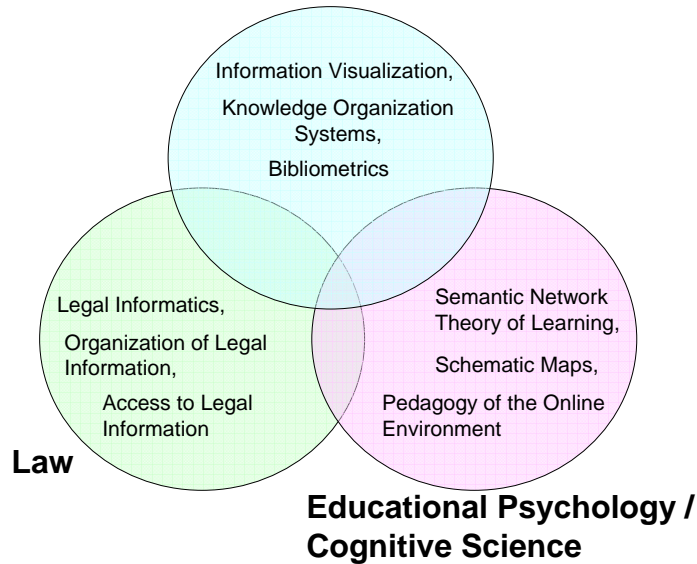 Information Visualization,
Knowledge Organization
Systems,
Bibliometrics
Legal Informatics,
Organization of Legal
Information,
Access to Legal
Information
Semantic Network
Theory of Learning,
Schematic Maps,
Pedagogy of the Online
Environment
Law
Educational Psychology /
Cognitive Science